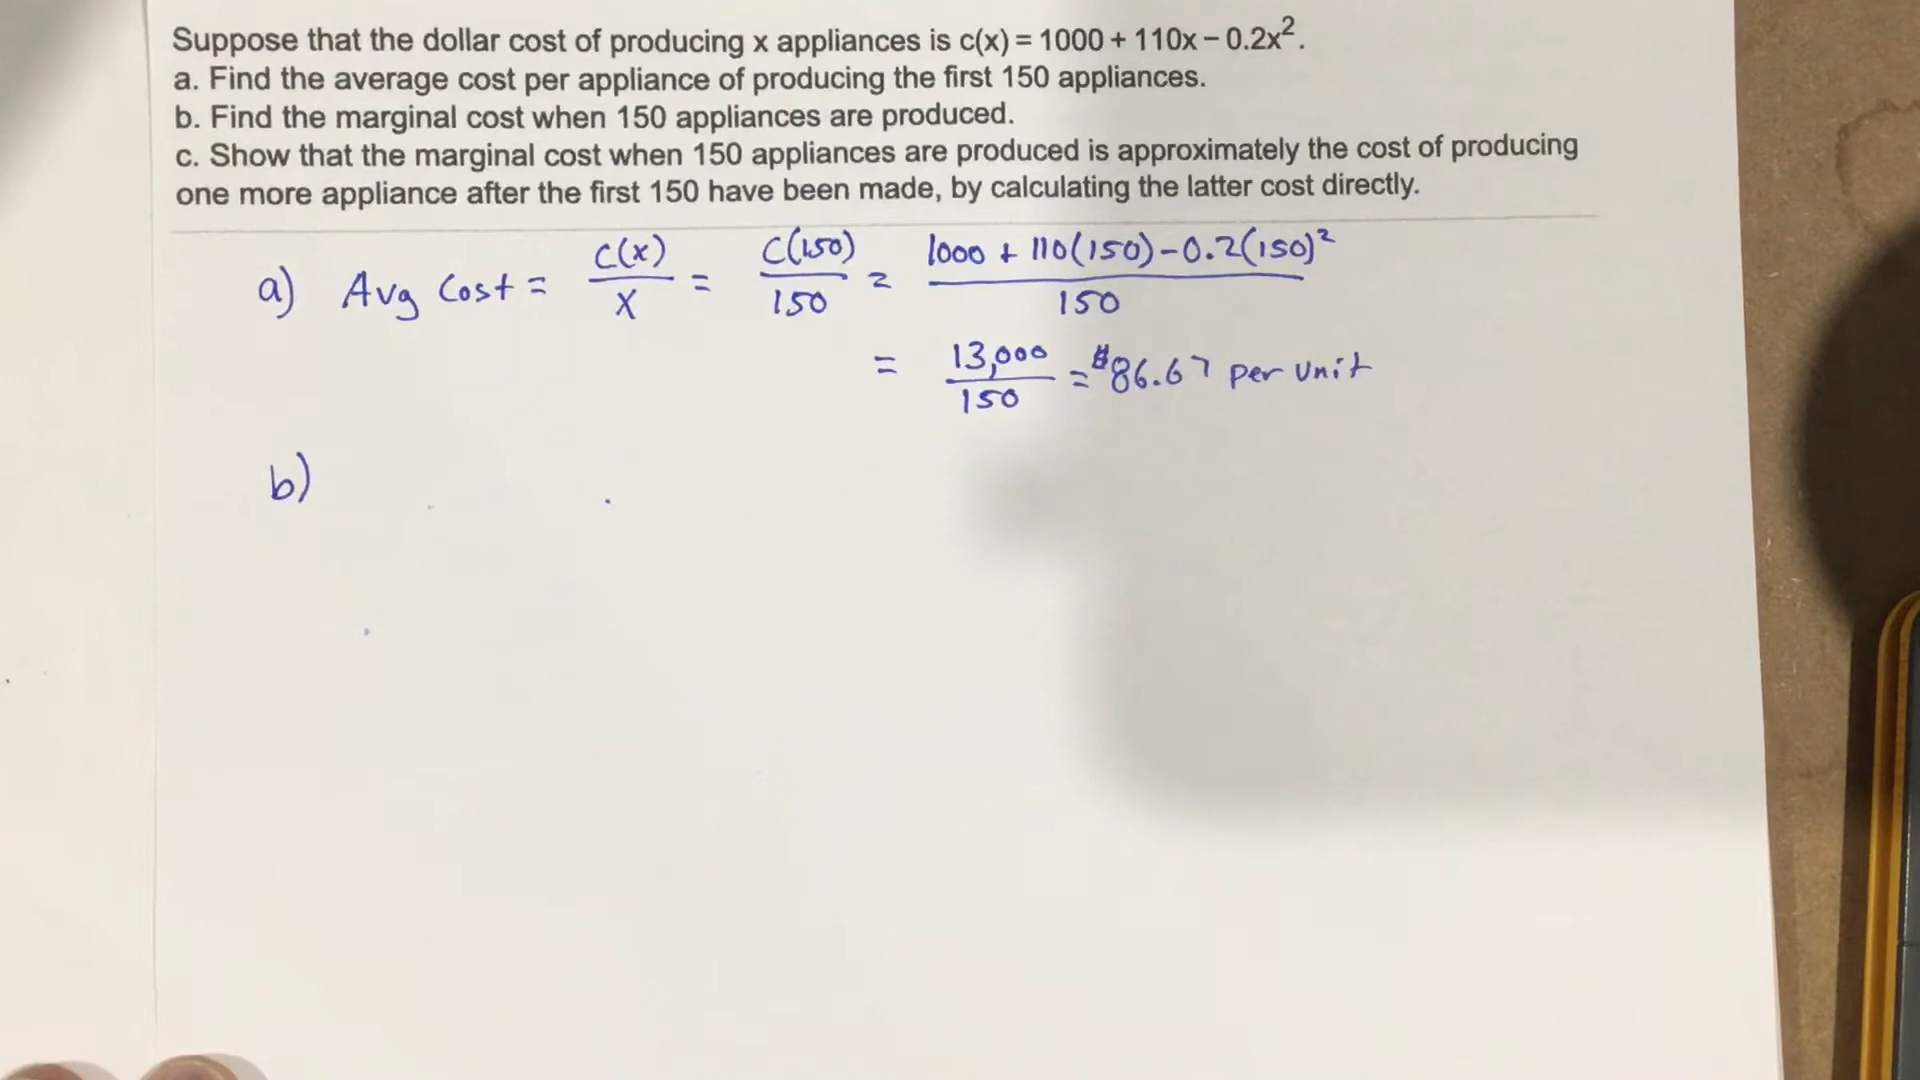 Suppose that the dollar cost of producing x appliances is c(x) = 1000 + 110x − 0.2x².
a. Find the average cost per appliance of producing the first 150 appliances.
b. Find the marginal cost when 150 appliances are produced.
c. Show that the marginal cost when 150 appliances are produced is approximately the cost of producing
one more appliance after the first 150 have been made, by calculating the latter cost directly.
a) Avg Cost = C(x)/x = C(150)/150 = (1000 + 110(150) − 0.2(150)²)/150
= 13,000/150 = $86.67 per unit
b)